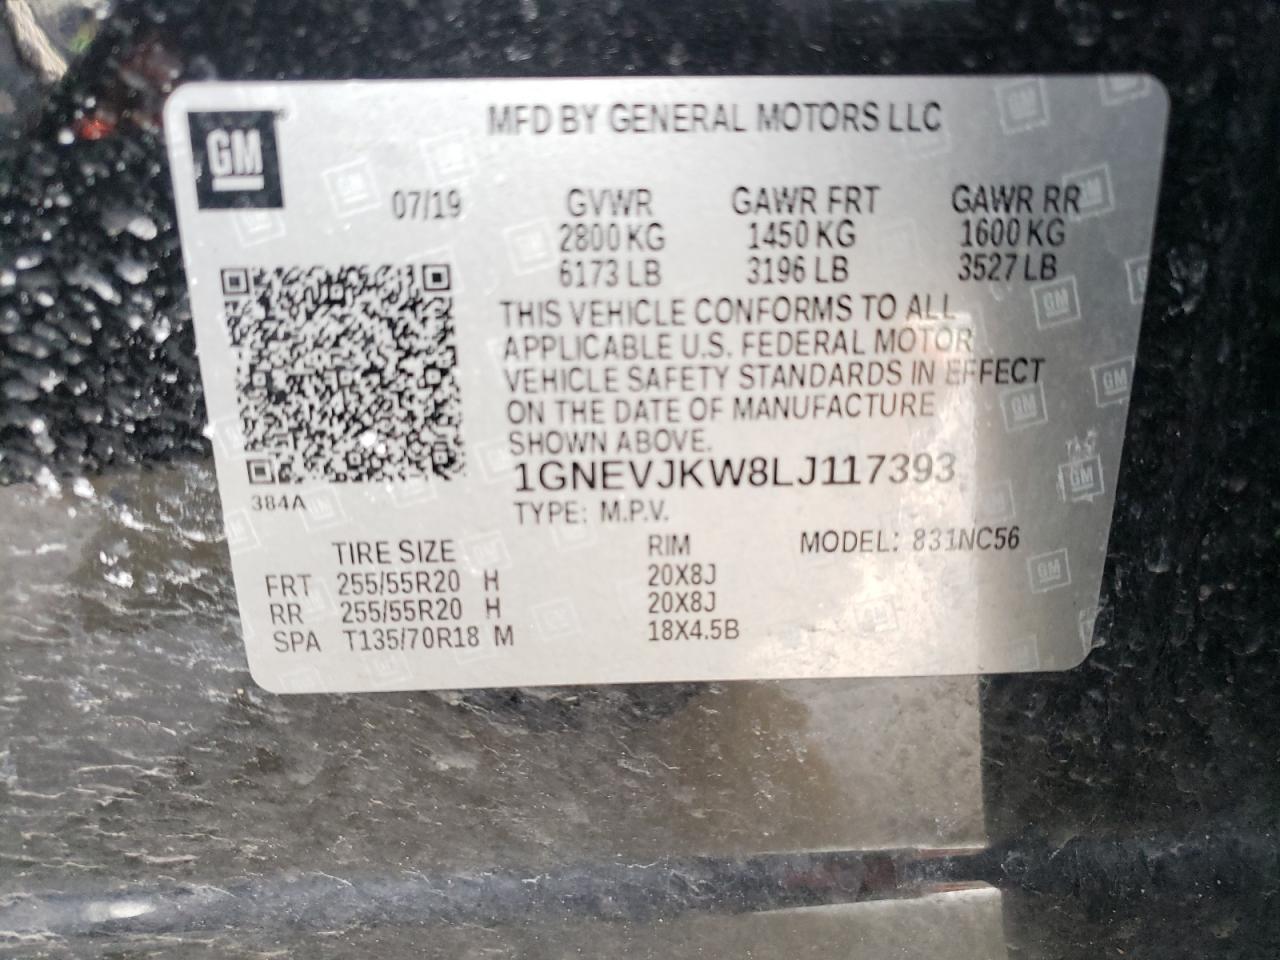 GM
MFD BY GENERAL MOTORS LLC
07/19 GVWR GAWR FRT GAWR RR
2800 KG 1450 KG 1600 KG
6173 LB 3196 LB 3527 LB
THIS VEHICLE CONFORMS TO ALL
APPLICABLE U.S. FEDERAL MOTOR
VEHICLE SAFETY STANDARDS IN EFFECT
ON THE DATE OF MANUFACTURE
SHOWN ABOVE.
1GNEVJKW8LJ117393
384A
TYPE: M.P.V.
TIRE SIZE RIM MODEL: 831NC56
FRT 255/55R20 H 20X8J
RR 255/55R20 H 20X8J
SPA T135/70R18 M 18X4.5B